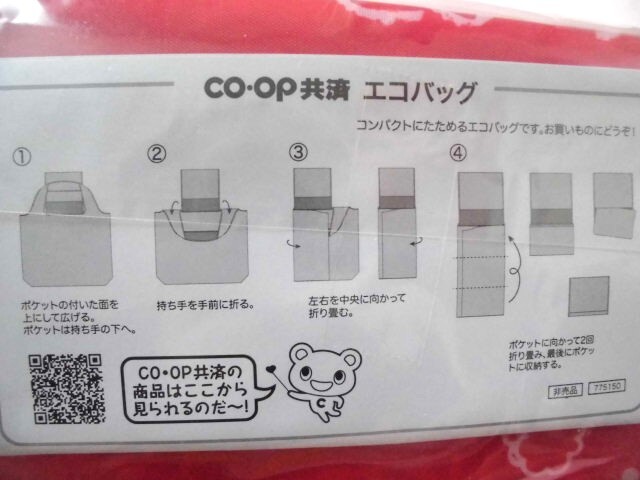 CO·OP共済 エコバッグ
コンパクトにたためるエコバッグです。お買いものにどうぞ!
①
②
③
④
ポケットの付いた面を
上にして広げる。
ポケットは持ち手の下へ。
持ち手を手前に折る。
左右を中央に向かって
折り畳む。
ポケットに向かって2回
折り畳み、最後にポケッ
トに収納する。
CO·OP共済の
商品はここから
見られるのだ〜!
C
非売品
775150